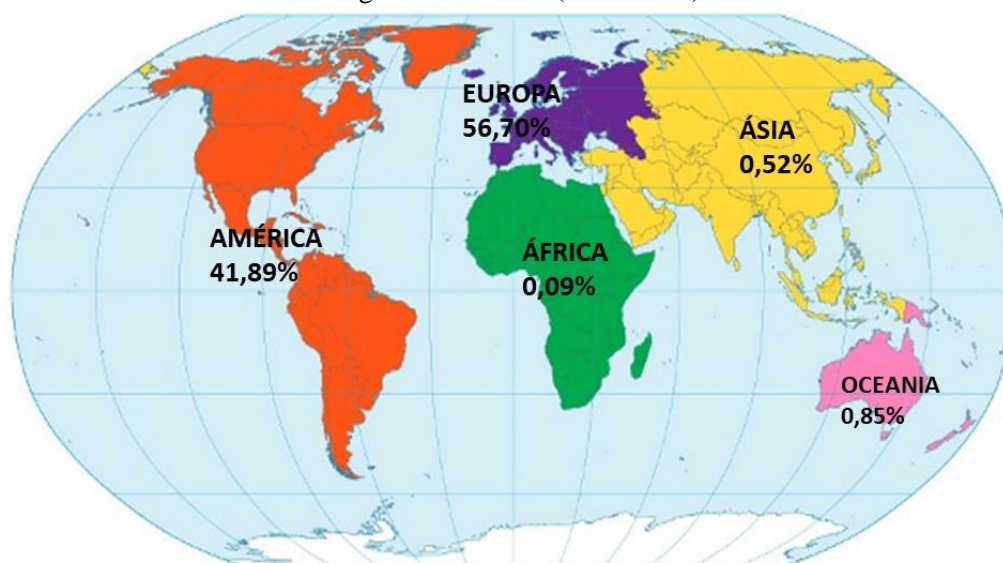 EUROPA
56,70%
ÁSIA
0,52%
AMÉRICA
41,89%
ÁFRICA
0,09%
OCEANIA
0,85%